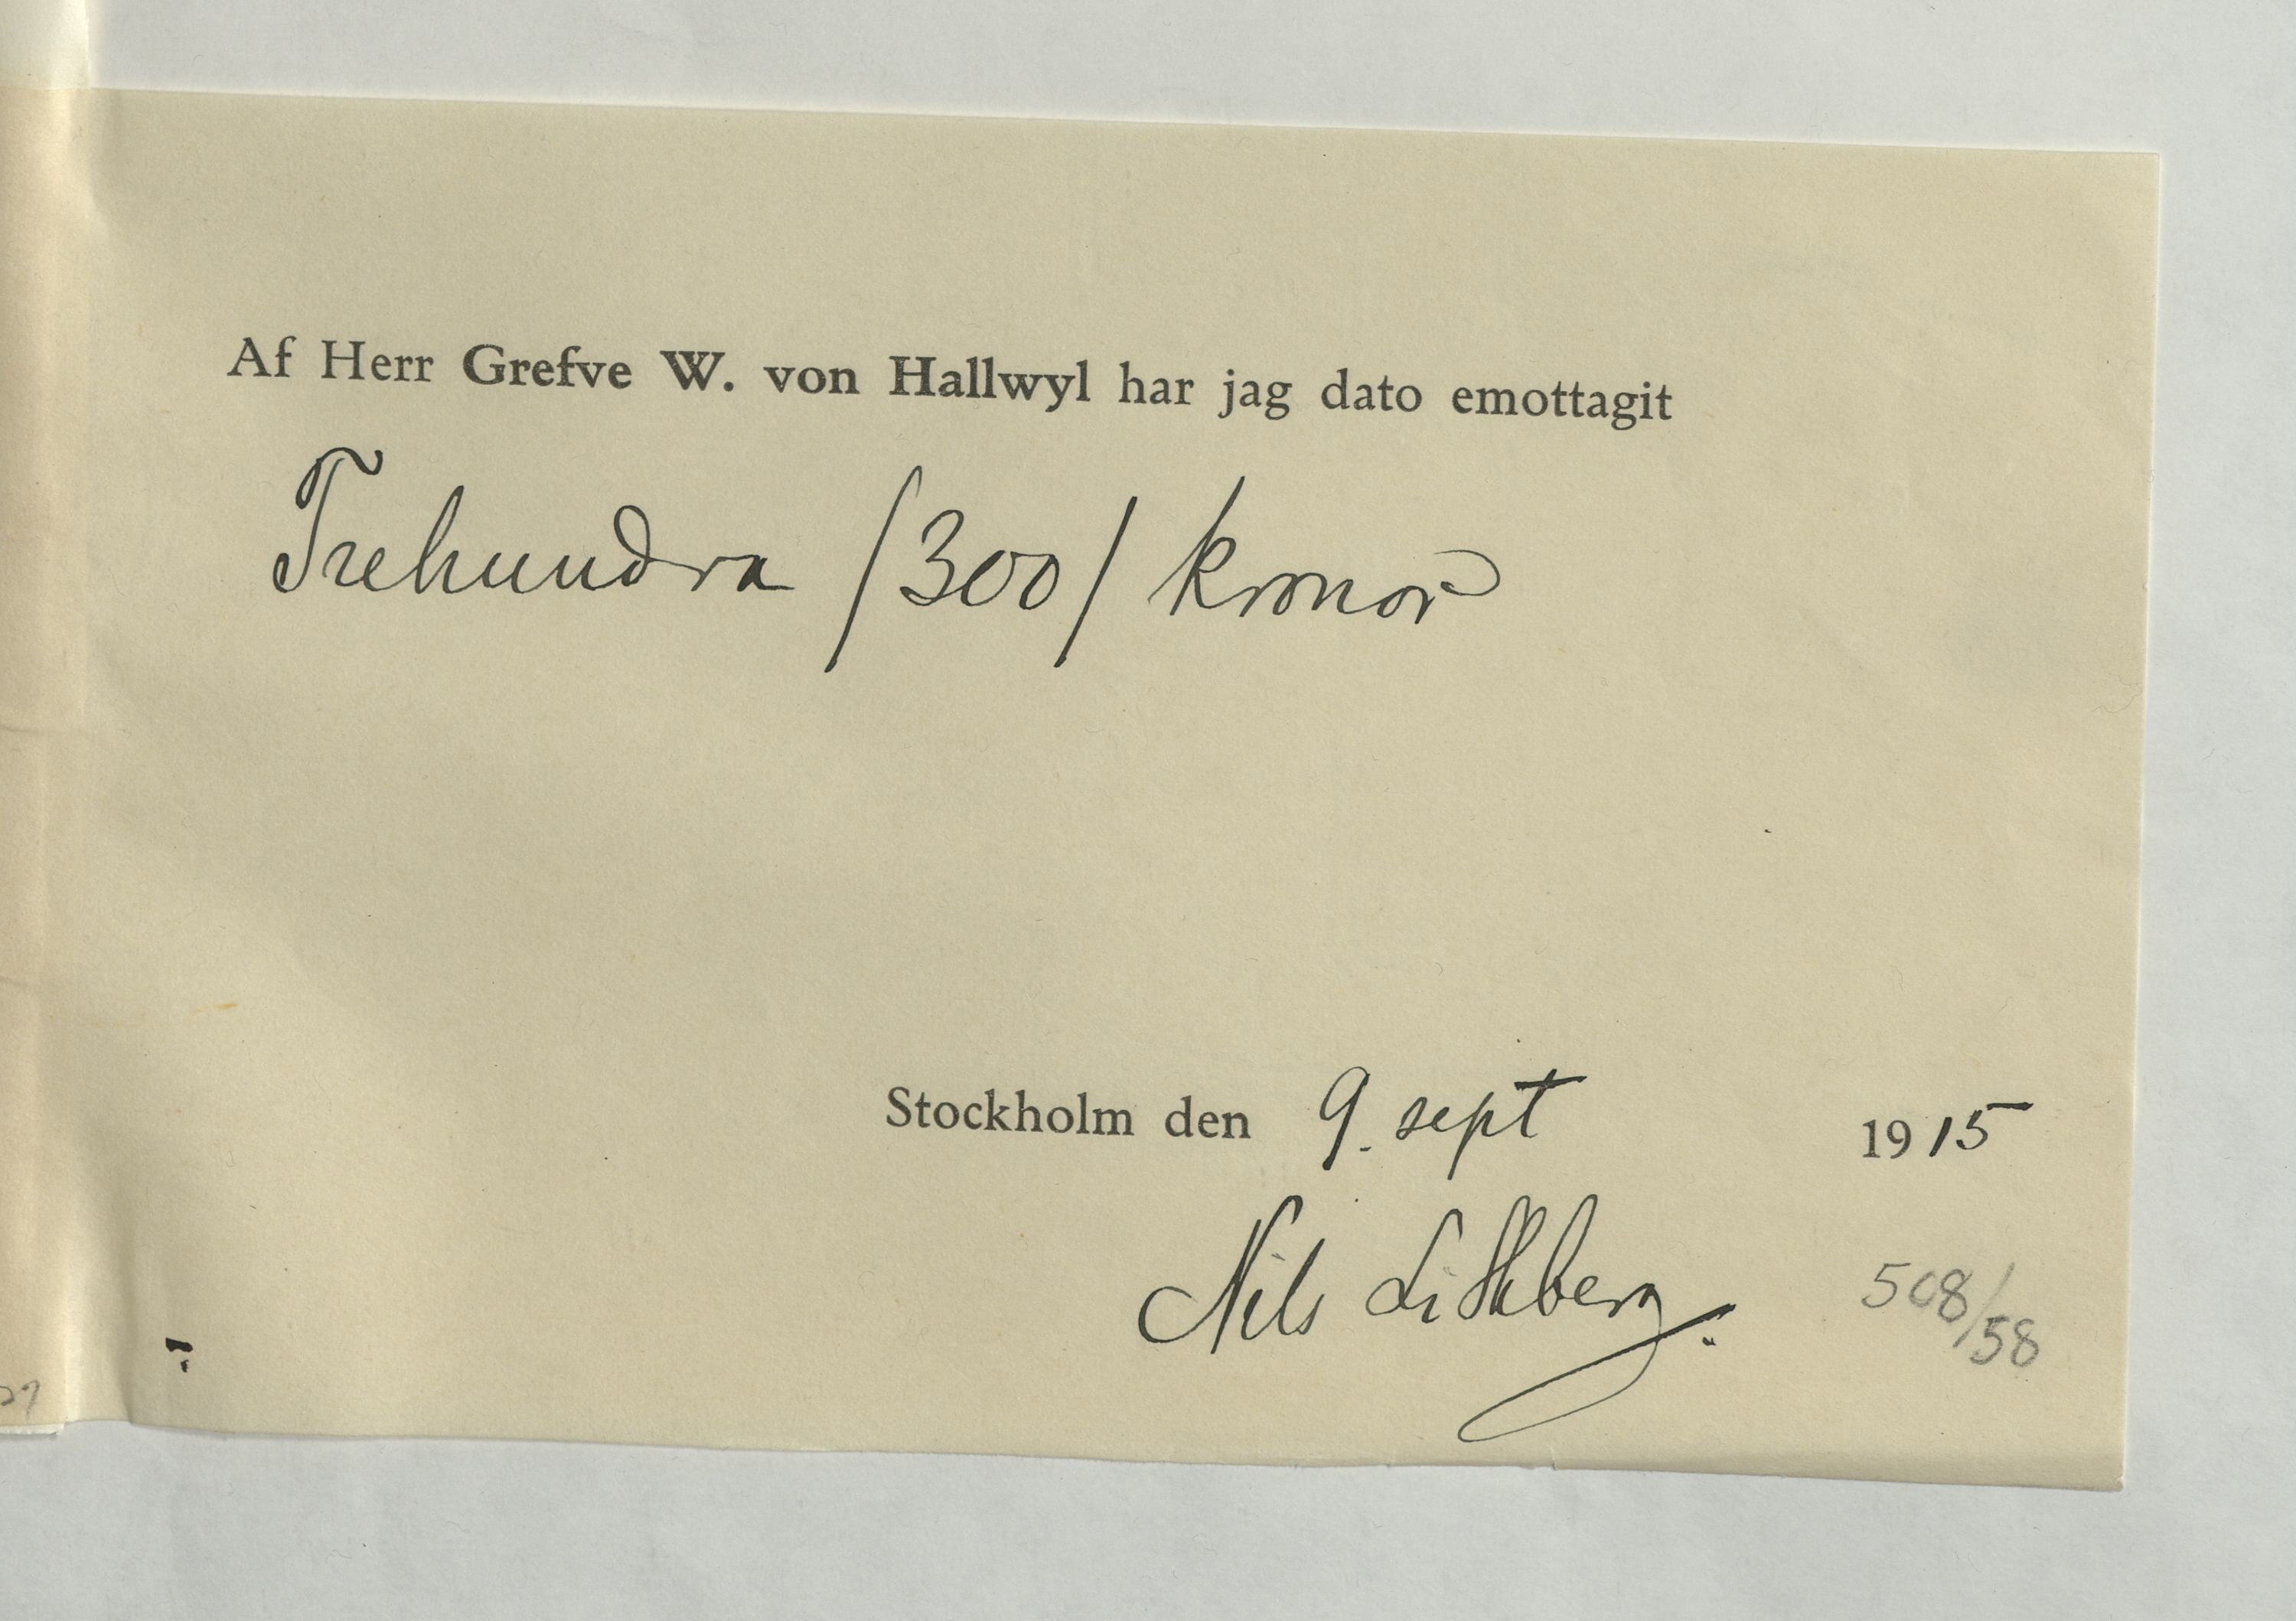 Af Herr Grefve W. von Hallwyl har jag dato emottagit
Trehundra /300/ kronor
Stockholm den 9. sept 1915
Nils Lithberg.
508/58